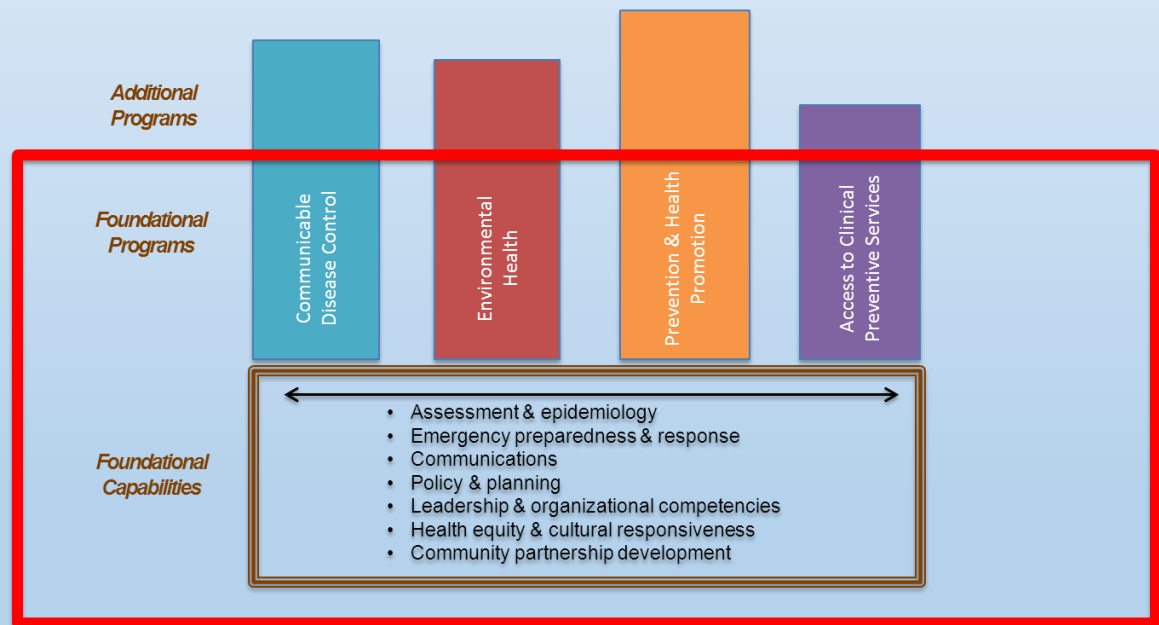 Additional
Programs
Foundational
Programs
Communicable
Disease Control
Environmental
Health
Prevention & Health
Promotion
Access to Clinical
Preventive Services
Foundational
Capabilities
• Assessment & epidemiology
• Emergency preparedness & response
• Communications
• Policy & planning
• Leadership & organizational competencies
• Health equity & cultural responsiveness
• Community partnership development